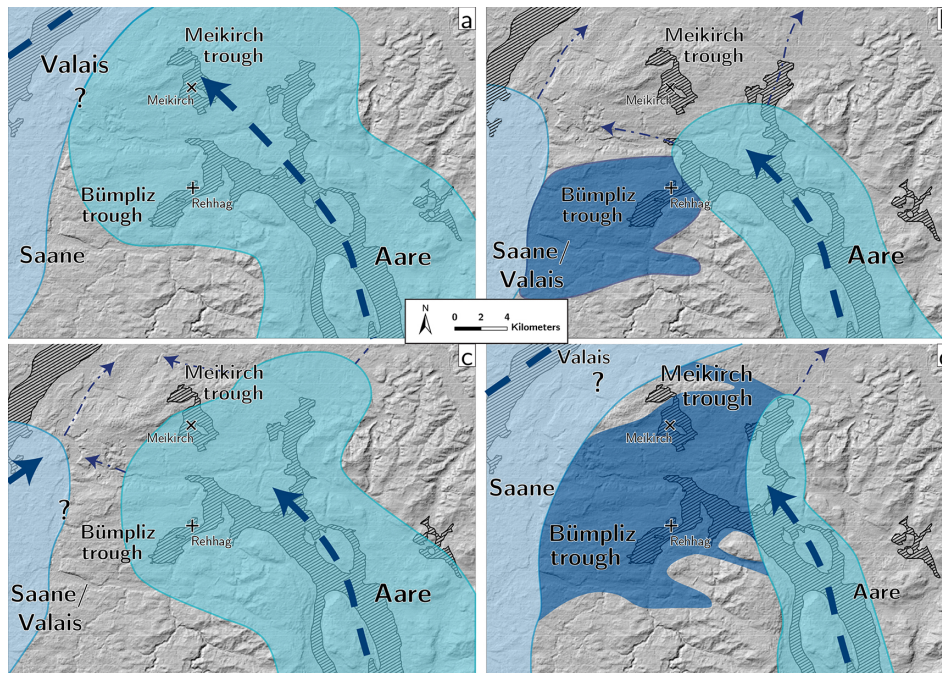 a
Meikirch
trough
Valais
?
Meikirch
Bümpliz
trough
Rehhag
Saane
Aare
Meikirch
trough
Meikirch
Bümpliz
trough
Rehhag
Saane/
Valais
Aare
N
0 2 4
Kilometers
c
Meikirch
trough
Meikirch
?
Bümpliz
trough
Rehhag
Saane/
Valais
Aare
Valais
?
Meikirch
trough
Meikirch
Saane
Bümpliz
trough
Rehhag
Aare